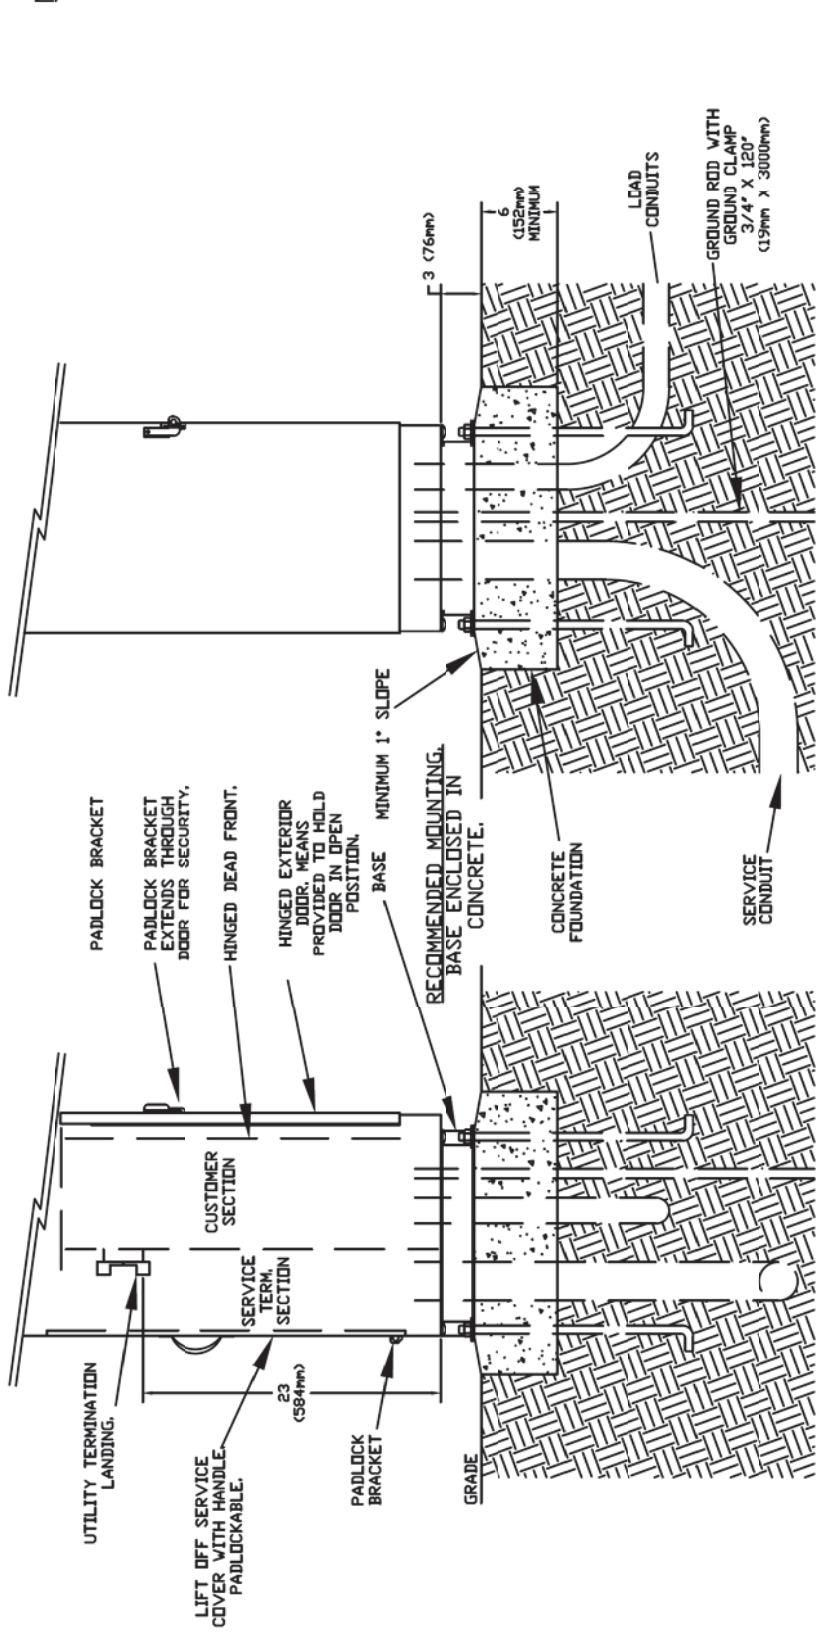 UTILITY TERMINATION
LANDING.
LIFT OFF SERVICE
COVER WITH HANDLE.
PADLOCKABLE.
PADLOCK
BRACKET
GRADE
23
(584mm)
SERVICE
TERM.
SECTION
CUSTOMER
SECTION
PADLOCK BRACKET
PADLOCK BRACKET
EXTENDS THROUGH
DOOR FOR SECURITY.
HINGED DEAD FRONT.
HINGED EXTERIOR
DOOR. MEANS
PROVIDED TO HOLD
DOOR IN OPEN
POSITION.
BASE
RECOMMENDED MOUNTING.
BASE ENCLOSED IN
CONCRETE.
MINIMUM 1° SLOPE
CONCRETE
FOUNDATION
SERVICE
CONDUIT
3 (76mm)
6
(152mm)
MINIMUM
LOAD
CONDUITS
GROUND ROD WITH
GROUND CLAMP
3/4" X 120"
(19mm X 3000mm)